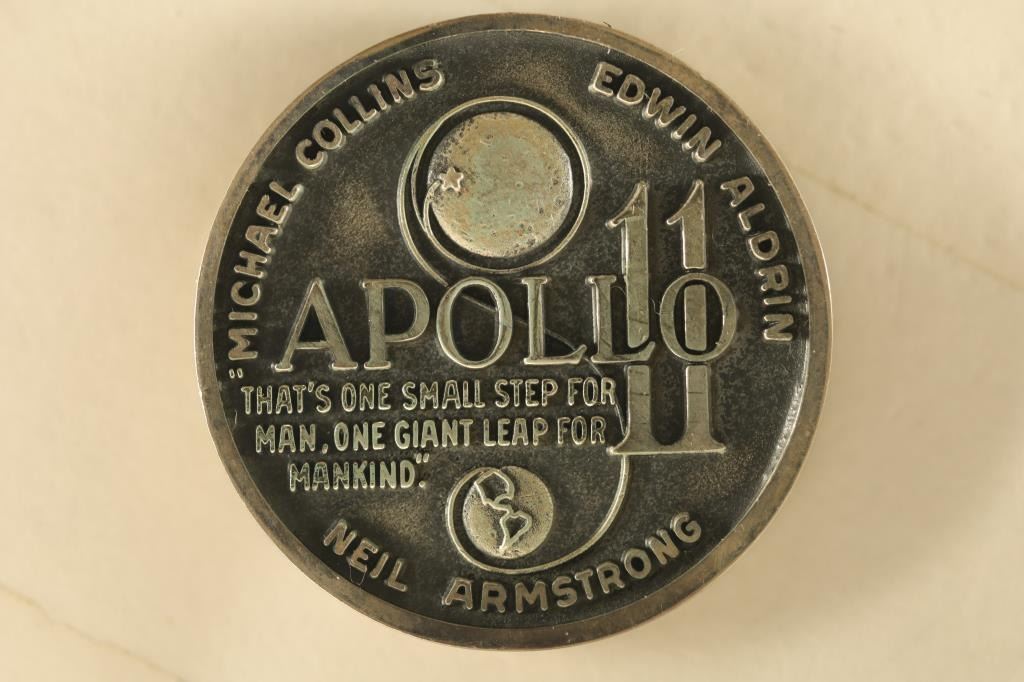 MICHAEL COLLINS
EDWIN ALDRIN
11
APOLLO
"THAT'S ONE SMALL STEP FOR
MAN, ONE GIANT LEAP FOR
MANKIND."
NEIL ARMSTRONG